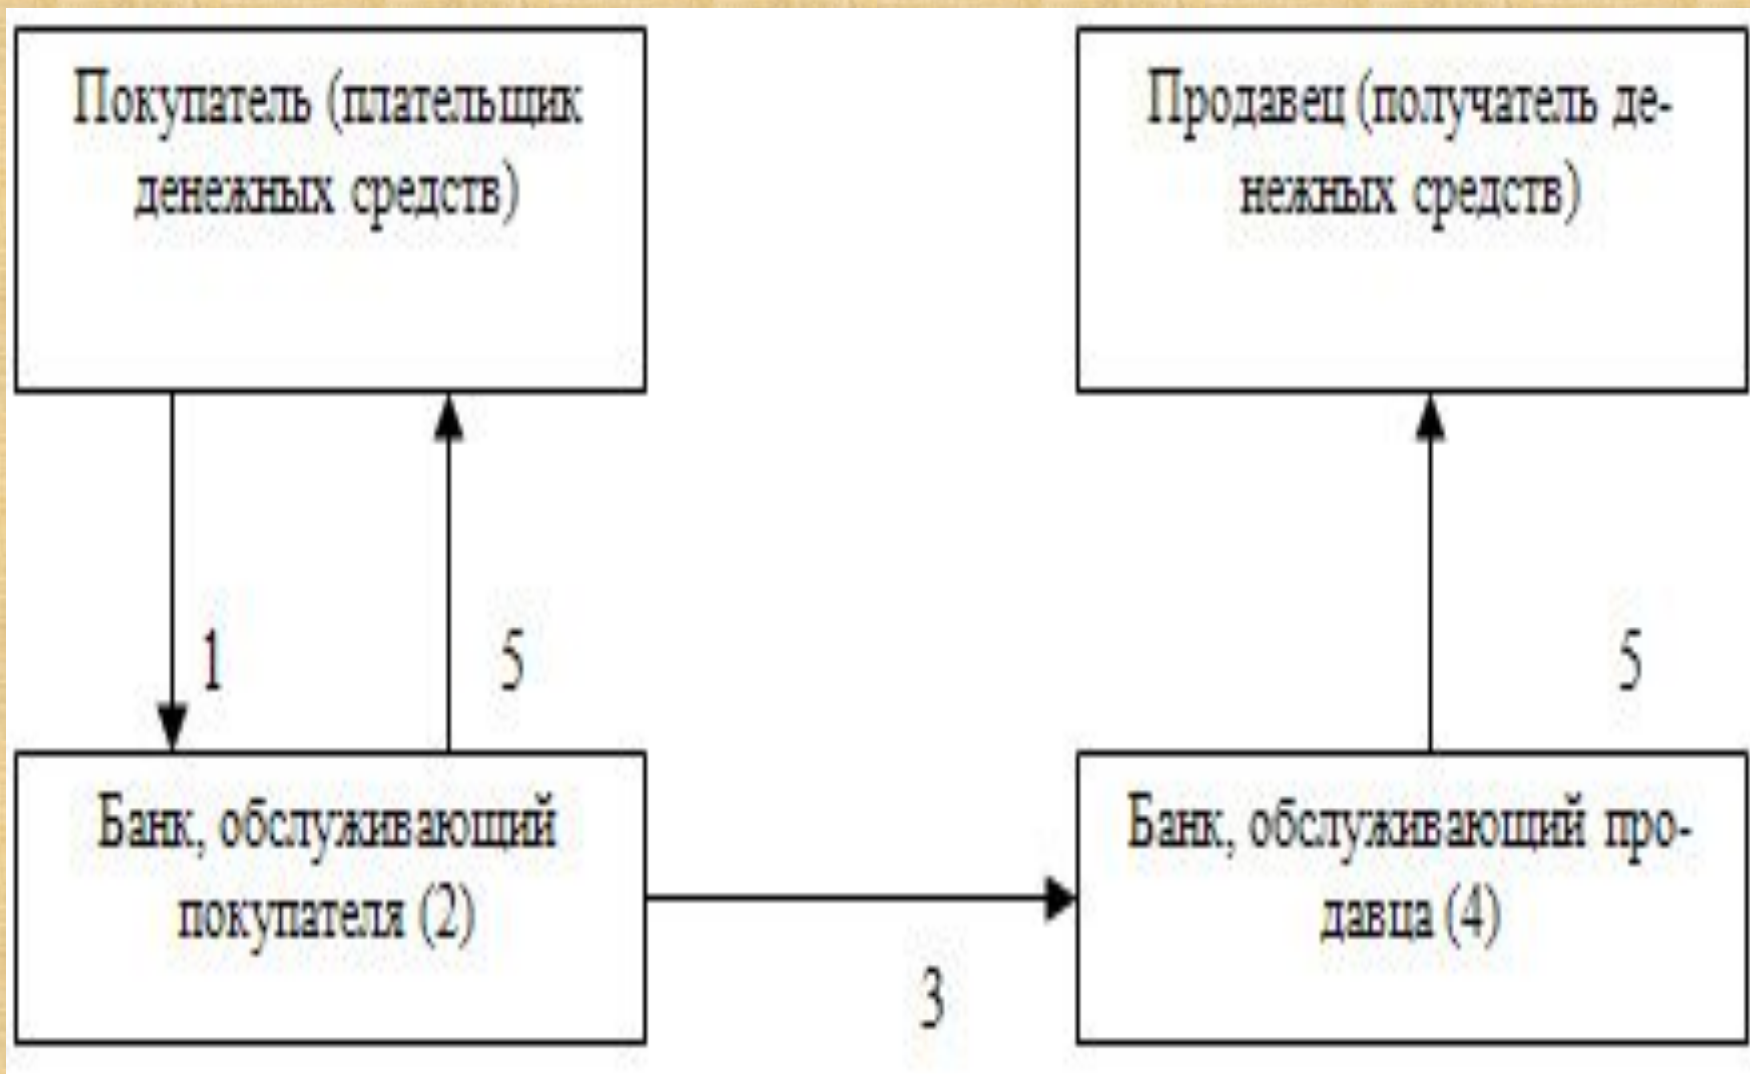 Покупатель (плательщик
денежных средств)
Продавец (получатель де-
нежных средств)
1
5
5
Банк, обслуживающий
покупателя (2)
Банк, обслуживающий про-
давца (4)
3